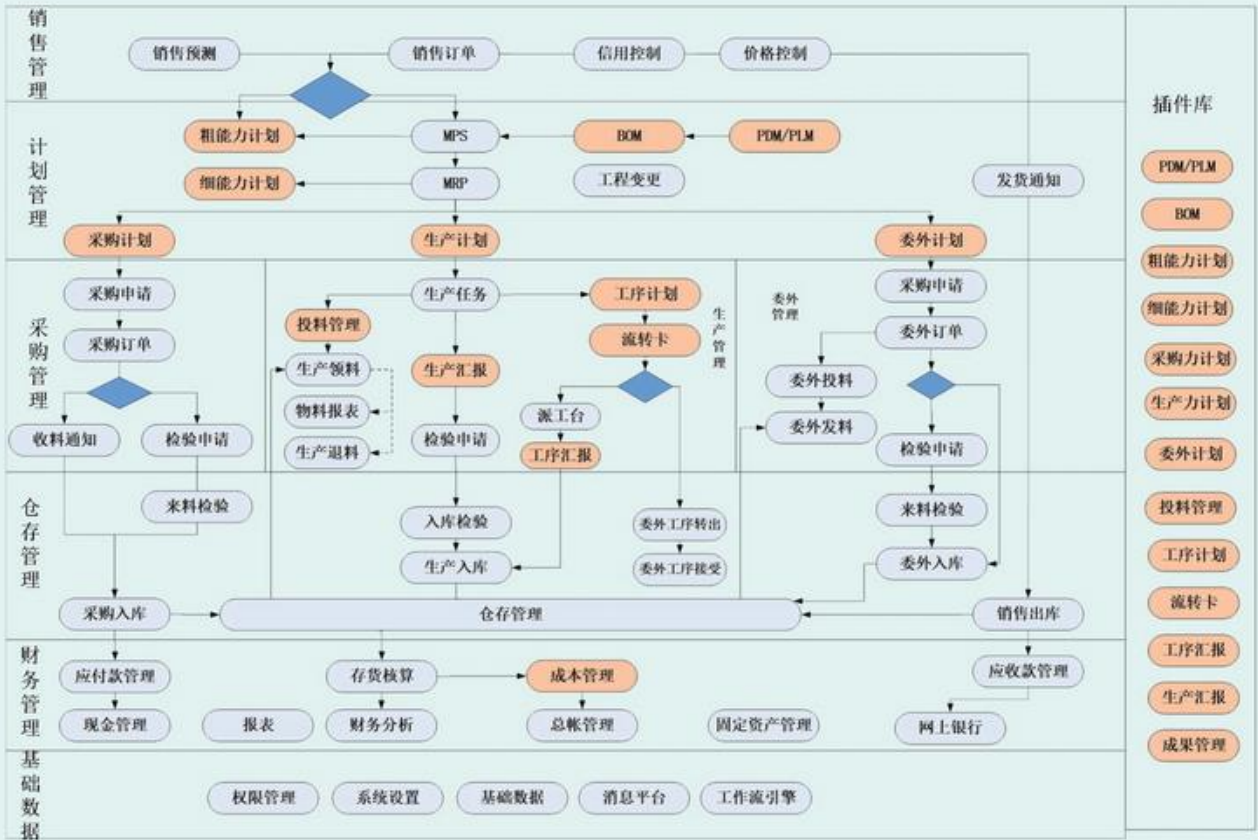 销售管理
销售预测
销售订单
信用控制
价格控制
计划管理
粗能力计划
MPS
BOM
PDM/PLM
细能力计划
MRP
工程变更
发货通知
采购计划
生产计划
委外计划
采购管理
采购申请
采购订单
收料通知
检验申请
生产任务
工序计划
投料管理
流转卡
生产管理
生产领料
生产汇报
物料报表
派工台
生产退料
检验申请
工序汇报
委外管理
采购申请
委外订单
委外投料
委外发料
检验申请
仓存管理
来料检验
入库检验
委外工序转出
来料检验
生产入库
委外工序接受
委外入库
采购入库
仓存管理
销售出库
财务管理
应付款管理
存货核算
成本管理
应收款管理
现金管理
报表
财务分析
总帐管理
固定资产管理
网上银行
基础数据
权限管理
系统设置
基础数据
消息平台
工作流引擎
插件库
PDM/PLM
BOM
粗能力计划
细能力计划
采购力计划
生产力计划
委外计划
投料管理
工序计划
流转卡
工序汇报
生产汇报
成果管理